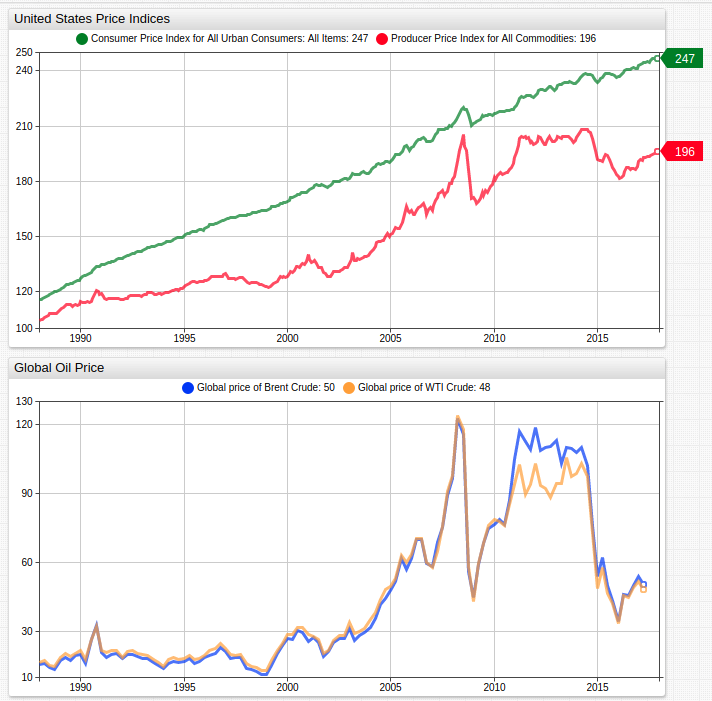 United States Price Indices
Consumer Price Index for All Urban Consumers: All Items: 247 Producer Price Index for All Commodities: 196
250
240
210
180
150
120
100
247
196
1990 1995 2000 2005 2010 2015
Global Oil Price
Global price of Brent Crude: 50 Global price of WTI Crude: 48
130
120
90
60
30
10
1990 1995 2000 2005 2010 2015